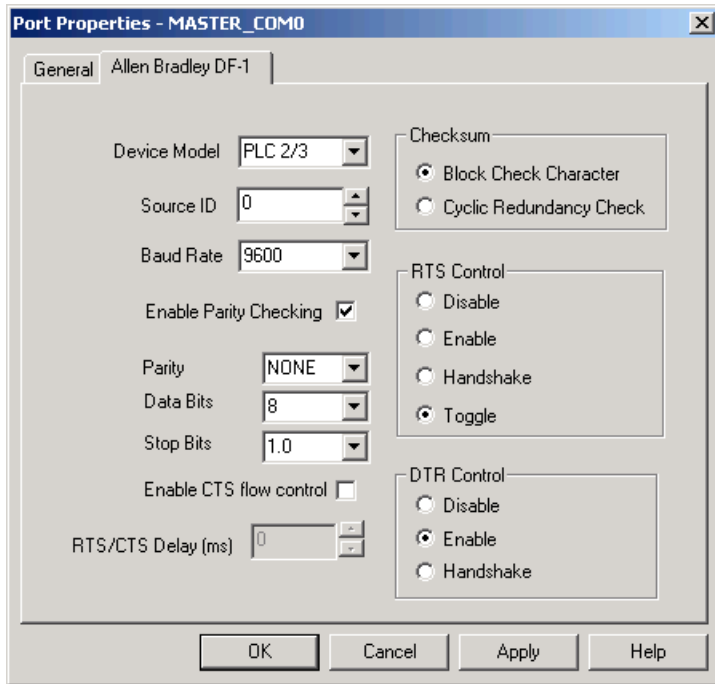 Port Properties - MASTER_COM0
General
Allen Bradley DF-1
Device Model
PLC 2/3
Source ID
0
Baud Rate
9600
Enable Parity Checking
Parity
NONE
Data Bits
8
Stop Bits
1.0
Enable CTS flow control
RTS/CTS Delay (ms)
0
Checksum
Block Check Character
Cyclic Redundancy Check
RTS Control
Disable
Enable
Handshake
Toggle
DTR Control
Disable
Enable
Handshake
OK
Cancel
Apply
Help